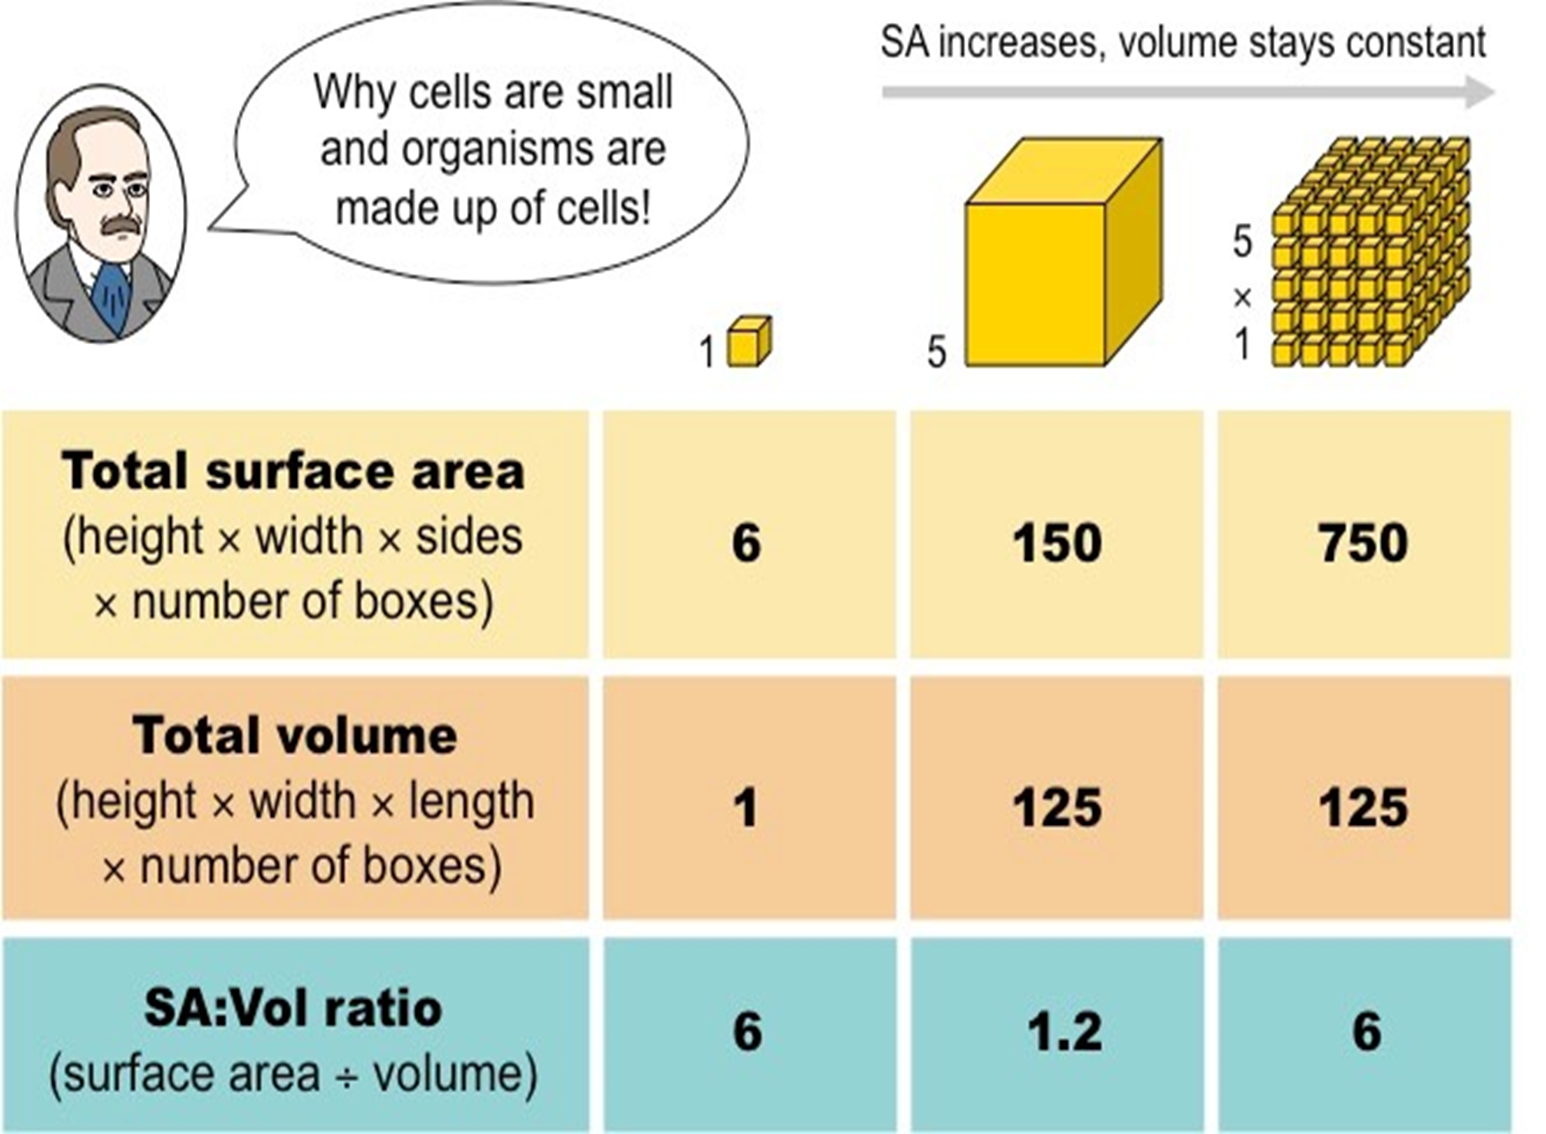 Why cells are small
and organisms are
made up of cells!
SA increases, volume stays constant
1
5
5
×
1
Total surface area
(height × width × sides
× number of boxes)
6
150
750
Total volume
(height × width × length
× number of boxes)
1
125
125
SA:Vol ratio
(surface area ÷ volume)
6
1.2
6